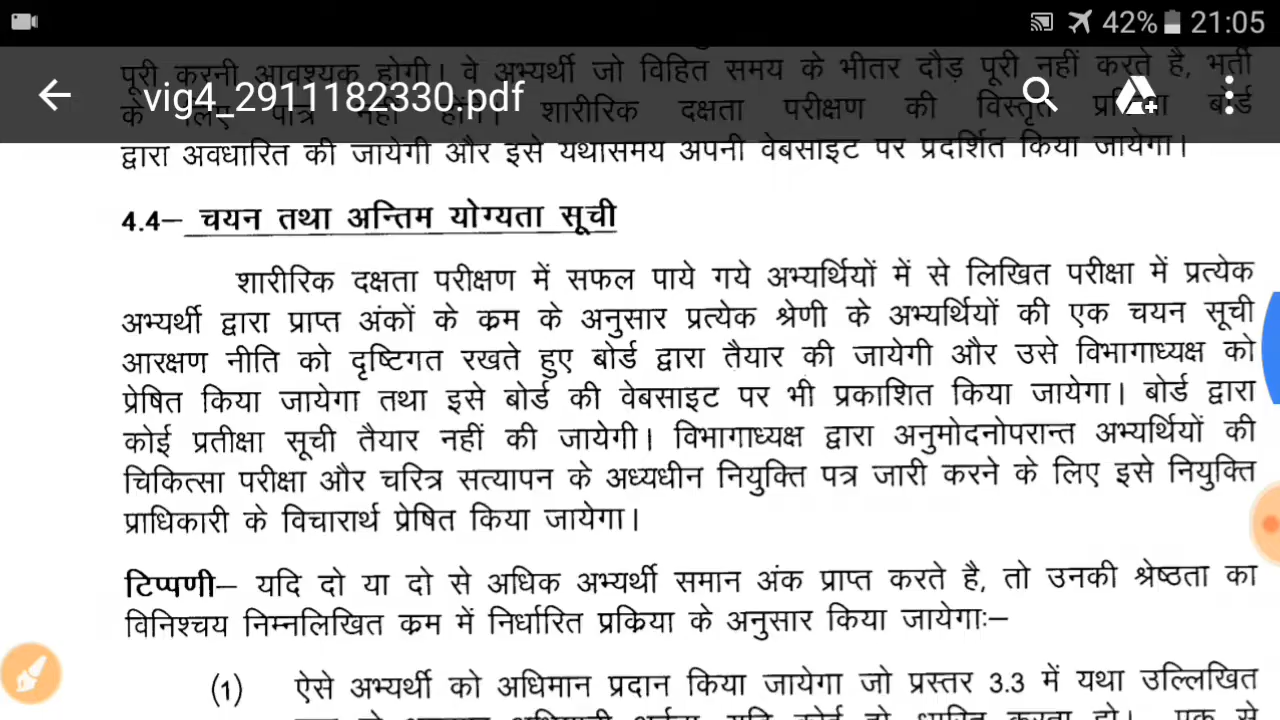 42% 21:05
पूरी करनी आवश्यक होगी। वे अभ्यर्थी जो विहित समय के भीतर दौड़ पूरी नहीं करते है, भर्ती
vig4_2911182330.pdf
के लिए पात्र नहीं होंगे। शारीरिक दक्षता परीक्षण की विस्तृत प्रक्रिया बोर्ड
द्वारा अवधारित की जायेगी और इसे यथासमय अपनी वेबसाइट पर प्रदर्शित किया जायेगा।
4.4– चयन तथा अन्तिम योग्यता सूची
शारीरिक दक्षता परीक्षण में सफल पाये गये अभ्यर्थियों में से लिखित परीक्षा में प्रत्येक
अभ्यर्थी द्वारा प्राप्त अंकों के क्रम के अनुसार प्रत्येक श्रेणी के अभ्यर्थियों की एक चयन सूची
आरक्षण नीति को दृष्टिगत रखते हुए बोर्ड द्वारा तैयार की जायेगी और उसे विभागाध्यक्ष को
प्रेषित किया जायेगा तथा इसे बोर्ड की वेबसाइट पर भी प्रकाशित किया जायेगा। बोर्ड द्वारा
कोई प्रतीक्षा सूची तैयार नहीं की जायेगी। विभागाध्यक्ष द्वारा अनुमोदनोपरान्त अभ्यर्थियों की
चिकित्सा परीक्षा और चरित्र सत्यापन के अध्यधीन नियुक्ति पत्र जारी करने के लिए इसे नियुक्ति
प्राधिकारी के विचारार्थ प्रेषित किया जायेगा।
टिप्पणी– यदि दो या दो से अधिक अभ्यर्थी समान अंक प्राप्त करते है, तो उनकी श्रेष्ठता का
विनिश्चय निम्नलिखित क्रम में निर्धारित प्रक्रिया के अनुसार किया जायेगाः–
(1) ऐसे अभ्यर्थी को अधिमान प्रदान किया जायेगा जो प्रस्तर 3.3 में यथा उल्लिखित